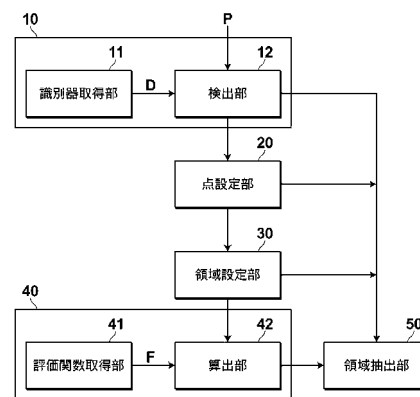 10
P
11
12
識別器取得部
D
検出部
20
点設定部
30
領域設定部
40
41
42
50
評価関数取得部
F
算出部
領域抽出部